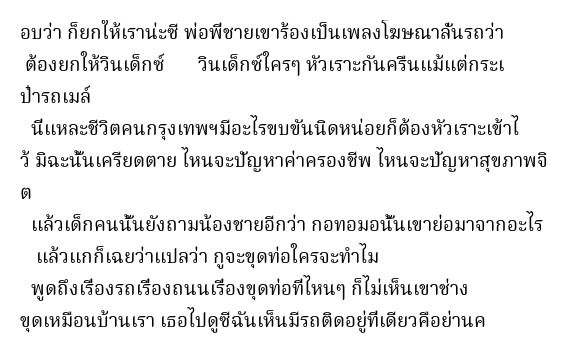 อบว่า ก็ยกให้เราน่ะซี พ่อพีชายเขาร้องเป็นเพลงโฆษณาลั่นรถว่า
ต้องยกให้วินเด็กซ์ วินเด็กซ์ใครๆ หัวเราะกันครืนแม้แต่กระเ
ป๋ารถเมล์
นี่แหละชีวิตคนกรุงเทพฯมีอะไรขบขันนิดหน่อยก็ต้องหัวเราะเข้าไ
ว้ มิฉะนั้นเครียดตาย ไหนจะปัญหาค่าครองชีพ ไหนจะปัญหาสุขภาพจิ
ต
แล้วเด็กคนนั้นยังถามน้องชายอีกว่า กอทอมอนั้นเขาย่อมาจากอะไร
แล้วแกก็เฉยว่าแปลว่า กูจะขุดท่อใครจะทำไม
พูดถึงเรื่องรถเรื่องถนนเรื่องขุดท่อที่ไหนๆ ก็ไม่เห็นเขาช่าง
ขุดเหมือนบ้านเรา เธอไปดูซีฉันเห็นมีรถติดอยู่ที่เดียวคือย่านค